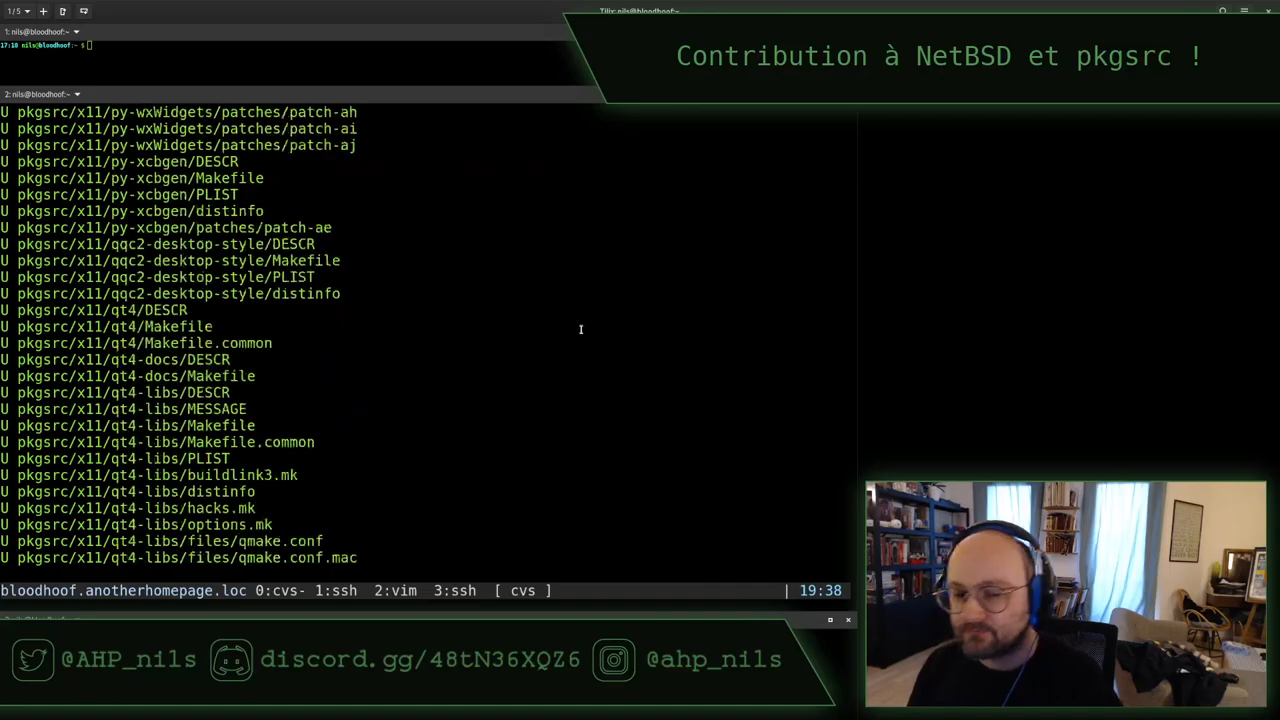 1 / 5
Tilix: nils@bloodhoof:~
1: nils@bloodhoof:~
17:18 nils@bloodhoof:~ $
Contribution à NetBSD et pkgsrc !
2: nils@bloodhoof:~
U pkgsrc/x11/py-wxWidgets/patches/patch-ah
U pkgsrc/x11/py-wxWidgets/patches/patch-ai
U pkgsrc/x11/py-wxWidgets/patches/patch-aj
U pkgsrc/x11/py-xcbgen/DESCR
U pkgsrc/x11/py-xcbgen/Makefile
U pkgsrc/x11/py-xcbgen/PLIST
U pkgsrc/x11/py-xcbgen/distinfo
U pkgsrc/x11/py-xcbgen/patches/patch-ae
U pkgsrc/x11/qqc2-desktop-style/DESCR
U pkgsrc/x11/qqc2-desktop-style/Makefile
U pkgsrc/x11/qqc2-desktop-style/PLIST
U pkgsrc/x11/qqc2-desktop-style/distinfo
U pkgsrc/x11/qt4/DESCR
U pkgsrc/x11/qt4/Makefile
U pkgsrc/x11/qt4/Makefile.common
U pkgsrc/x11/qt4-docs/DESCR
U pkgsrc/x11/qt4-docs/Makefile
U pkgsrc/x11/qt4-libs/DESCR
U pkgsrc/x11/qt4-libs/MESSAGE
U pkgsrc/x11/qt4-libs/Makefile
U pkgsrc/x11/qt4-libs/Makefile.common
U pkgsrc/x11/qt4-libs/PLIST
U pkgsrc/x11/qt4-libs/buildlink3.mk
U pkgsrc/x11/qt4-libs/distinfo
U pkgsrc/x11/qt4-libs/hacks.mk
U pkgsrc/x11/qt4-libs/options.mk
U pkgsrc/x11/qt4-libs/files/qmake.conf
U pkgsrc/x11/qt4-libs/files/qmake.conf.mac
bloodhoof.anotherhomepage.loc 0:cvs- 1:ssh 2:vim 3:ssh [ cvs ] | 19:38
@AHP_nils discord.gg/48tN36XQZ6 @ahp_nils